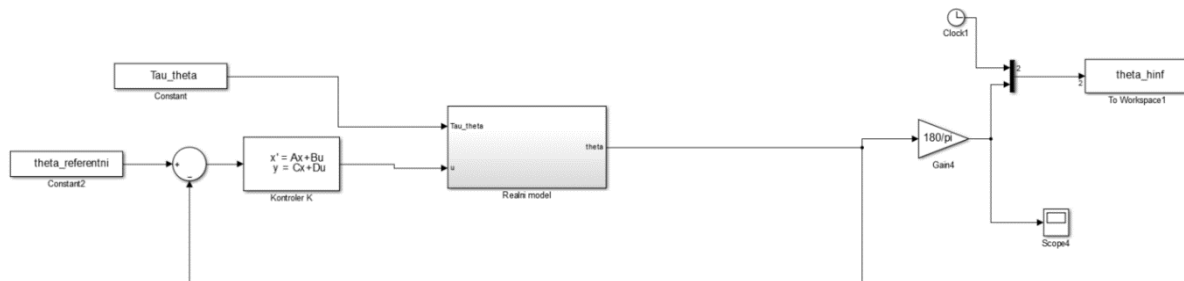 Clock1
2
2
theta_hinf
To Workspace1
Tau_theta
Constant
Tau_theta
theta
u
Realni model
180/pi
Gain4
theta_referentni
Constant2
+
−
x' = Ax+Bu
y = Cx+Du
Kontroler K
Scope4